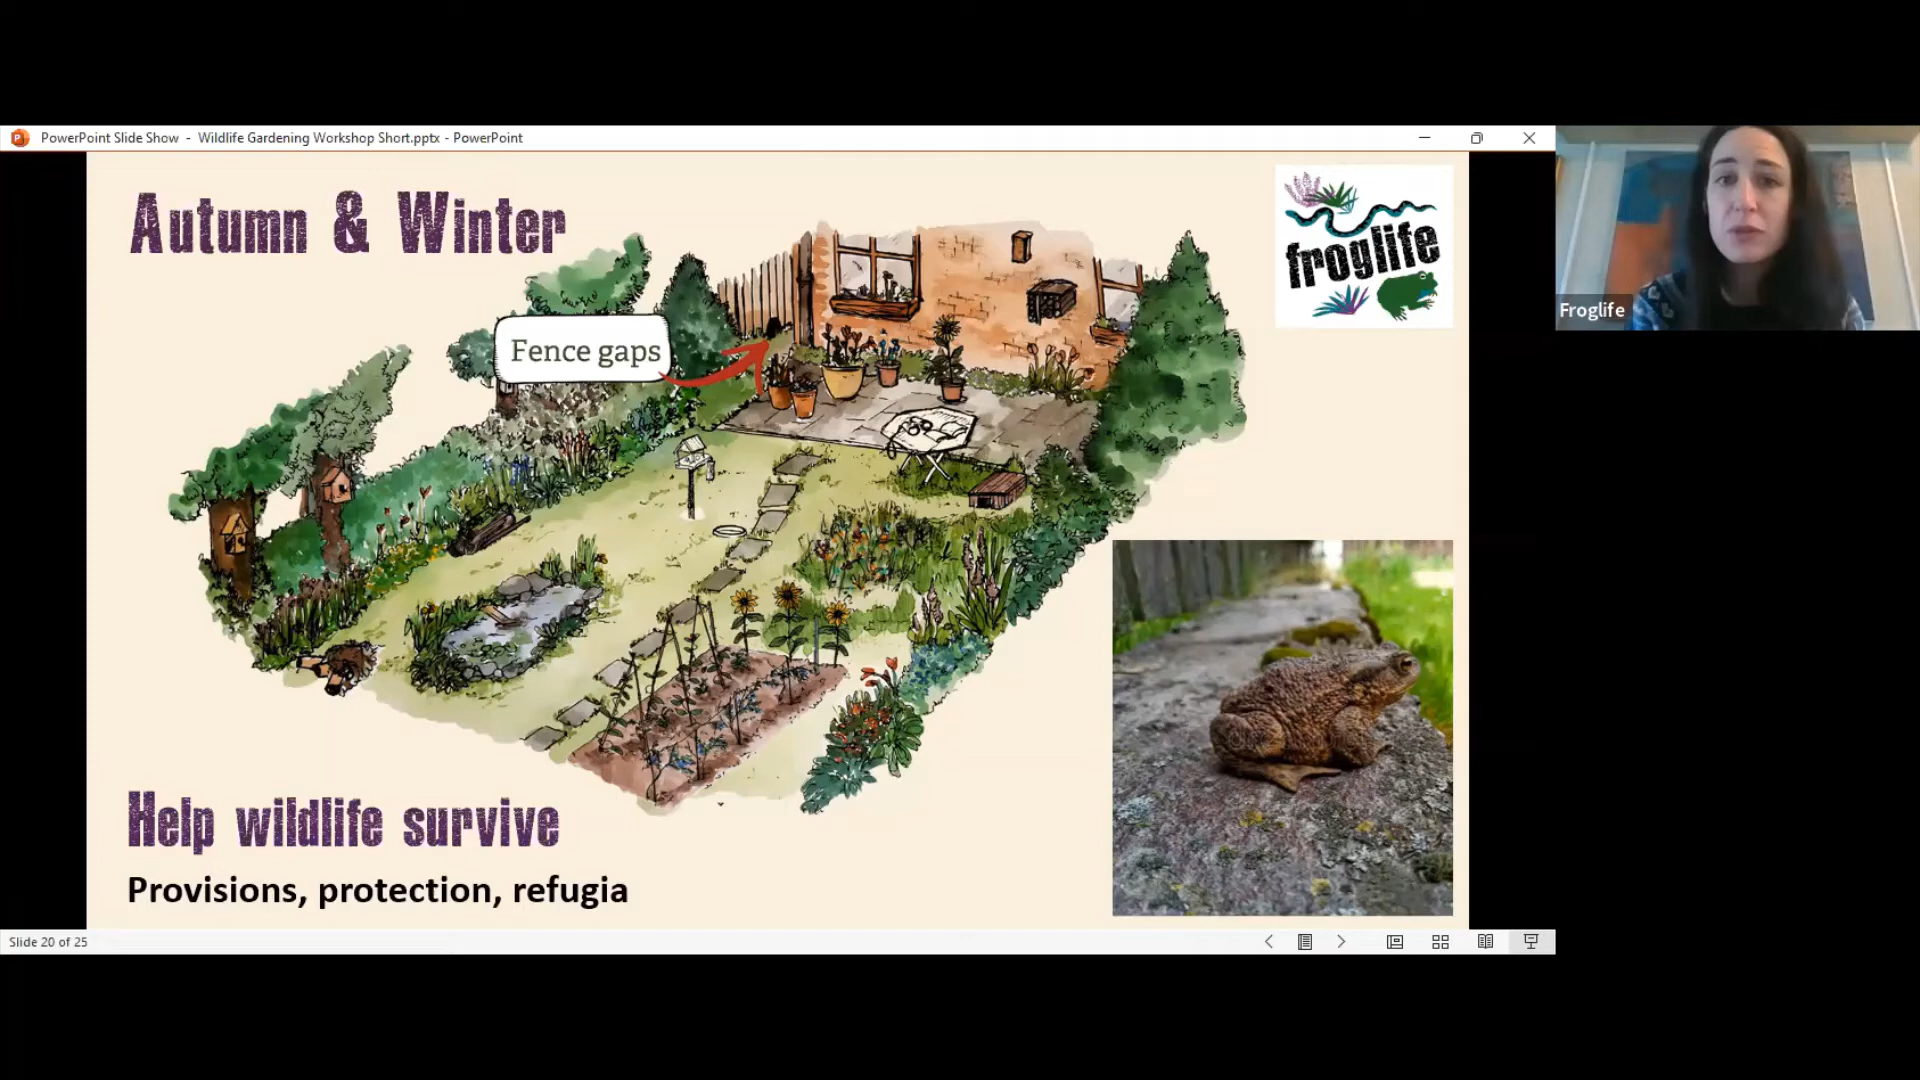 PowerPoint Slide Show - Wildlife Gardening Workshop Short.pptx - PowerPoint
Autumn & Winter
froglife
Froglife
Fence gaps
Help wildlife survive
Provisions, protection, refugia
Slide 20 of 25